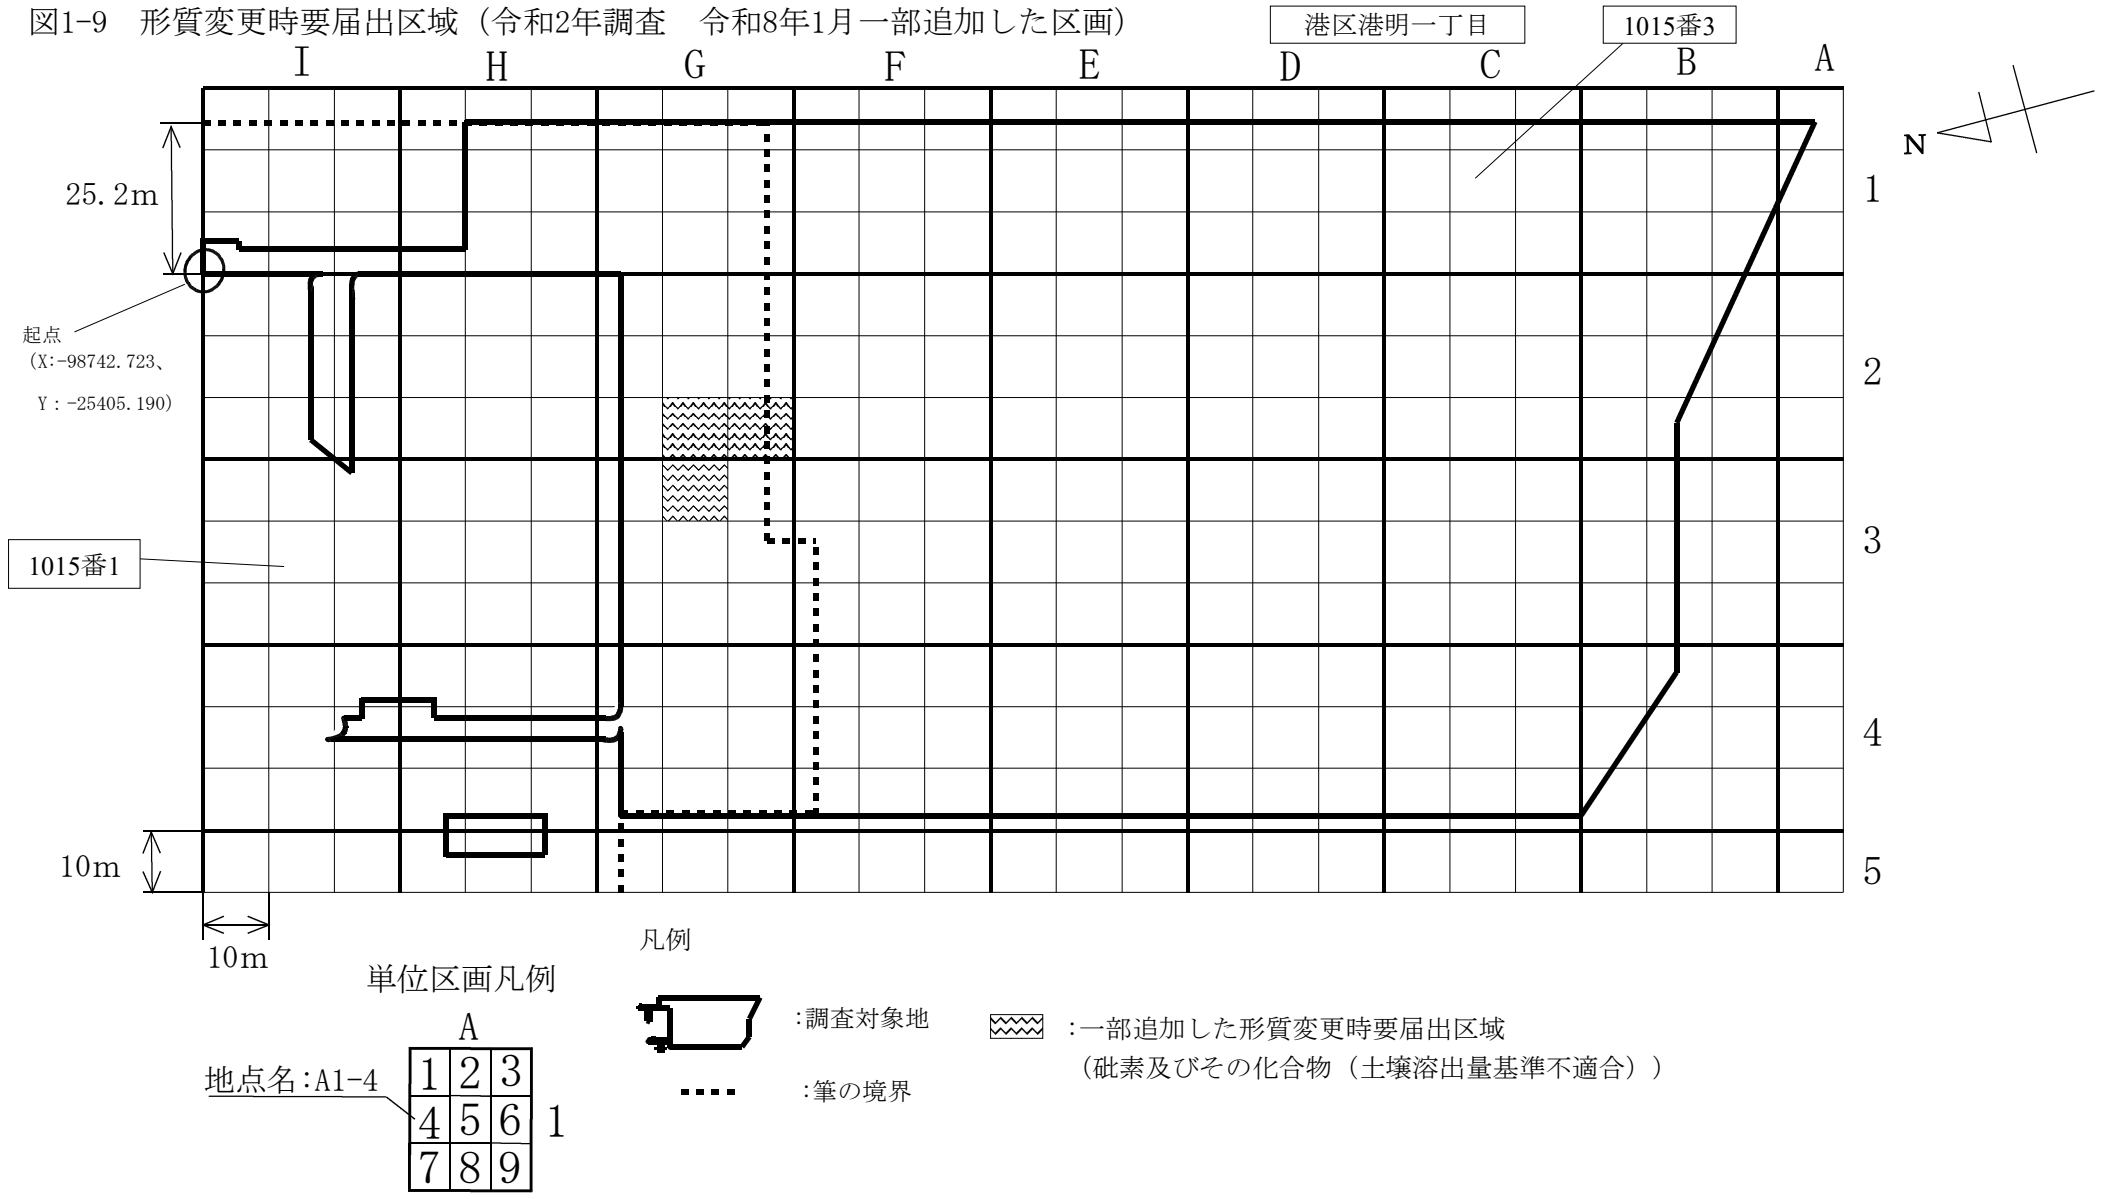 図1-9　形質変更時要届出区域（令和2年調査　令和8年1月一部追加した区画）
港区港明一丁目
1015番3
I H G F E D C B A
N
25.2m
1
起点
（X:-98742.723、
Y：-25405.190）
2
3
1015番1
4
10m
5
10m
凡例
単位区画凡例
:調査対象地
:一部追加した形質変更時要届出区域
（砒素及びその化合物（土壌溶出量基準不適合））
:筆の境界
A
地点名:A1-4
1 2 3
4 5 6 1
7 8 9